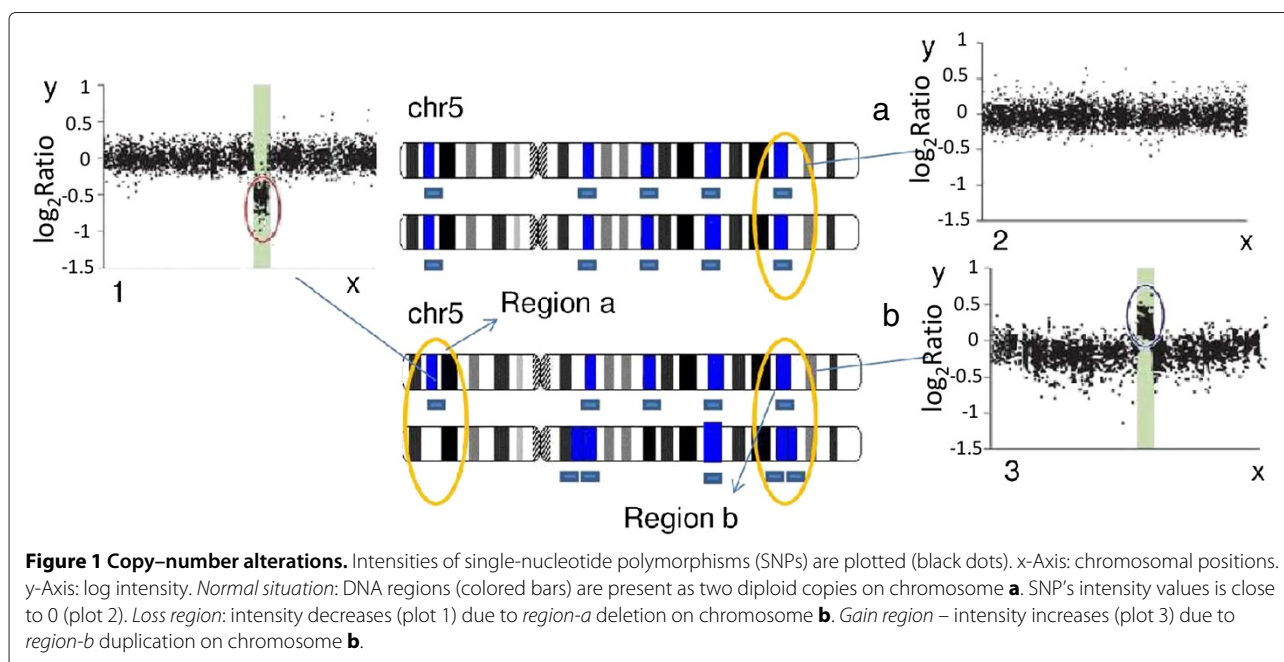 y
1
0.5
0
-0.5
-1
-1.5
log2Ratio
1
x
chr5
a
y
1
0.5
0
-0.5
-1
-1.5
log2Ratio
2
x
chr5
Region a
b
Region b
y
1
0.5
0
-0.5
-1
-1.5
log2Ratio
3
x
Figure 1 Copy–number alterations. Intensities of single-nucleotide polymorphisms (SNPs) are plotted (black dots). x-Axis: chromosomal positions.
y-Axis: log intensity. Normal situation: DNA regions (colored bars) are present as two diploid copies on chromosome a. SNP's intensity values is close
to 0 (plot 2). Loss region: intensity decreases (plot 1) due to region-a deletion on chromosome b. Gain region – intensity increases (plot 3) due to
region-b duplication on chromosome b.